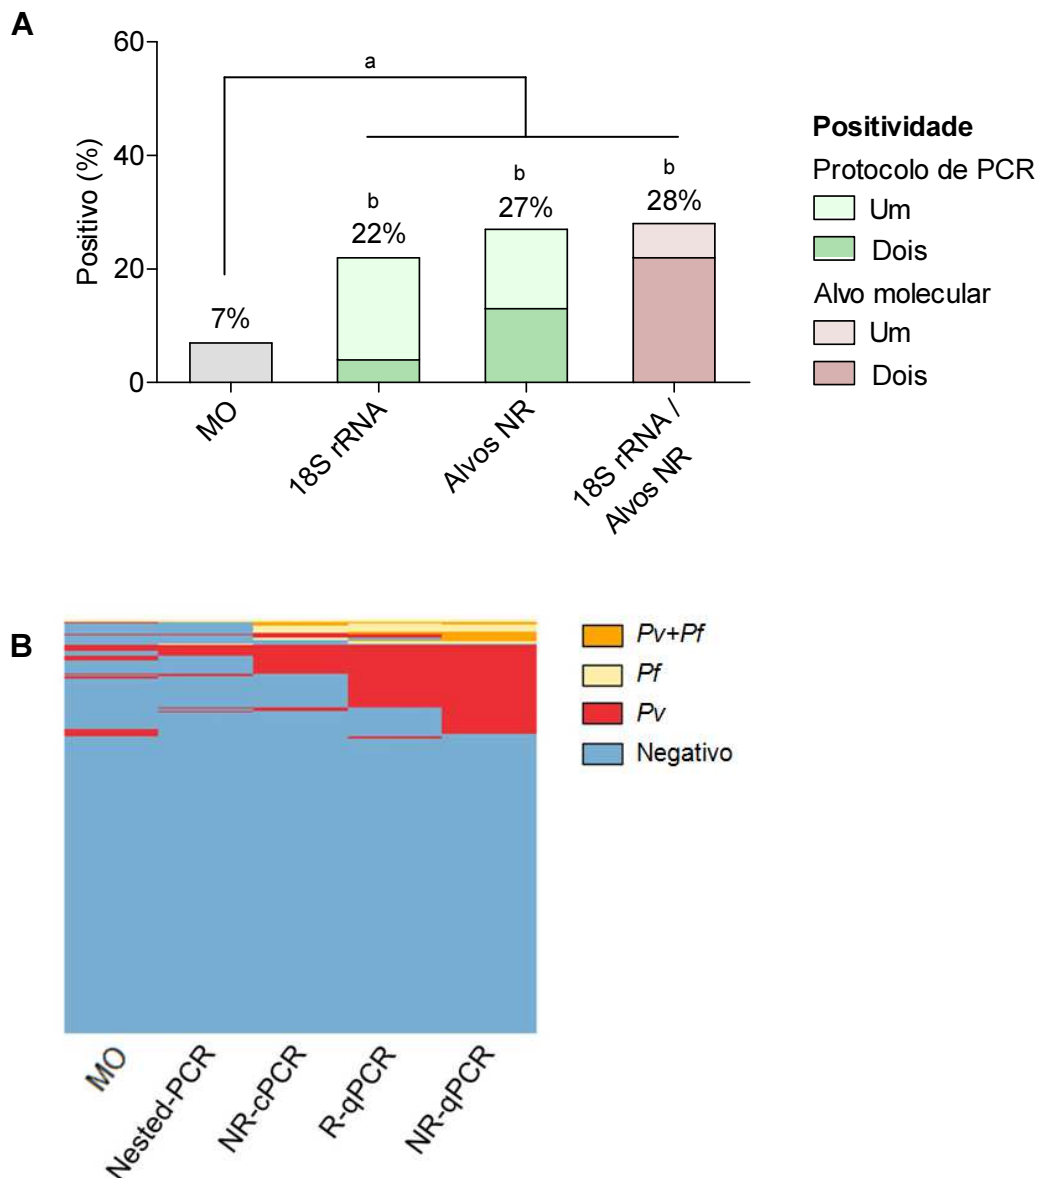 A
60
40
20
0
Positivo (%)
a
7%
b
22%
b
27%
b
28%
MO
18S rRNA
Alvos NR
18S rRNA /
Alvos NR
Positividade
Protocolo de PCR
Um
Dois
Alvo molecular
Um
Dois
B
Pv+Pf
Pf
Pv
Negativo
MO
Nested-PCR
NR-cPCR
R-qPCR
NR-qPCR